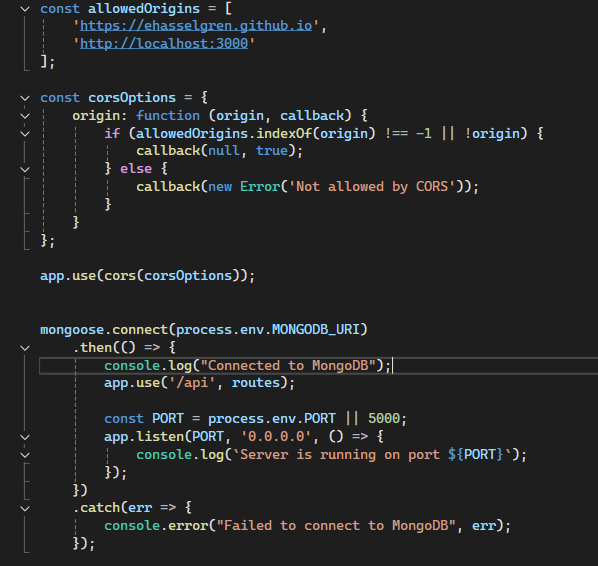 const allowedOrigins = [
    'https://ehasselgren.github.io',
    'http://localhost:3000'
];

const corsOptions = {
    origin: function (origin, callback) {
        if (allowedOrigins.indexOf(origin) !== -1 || !origin) {
            callback(null, true);
        } else {
            callback(new Error('Not allowed by CORS'));
        }
    }
};

app.use(cors(corsOptions));


mongoose.connect(process.env.MONGODB_URI)
    .then(() => {
        console.log("Connected to MongoDB");
        app.use('/api', routes);

        const PORT = process.env.PORT || 5000;
        app.listen(PORT, '0.0.0.0', () => {
            console.log(`Server is running on port ${PORT}`);
        });
    })
    .catch(err => {
        console.error("Failed to connect to MongoDB", err);
    });